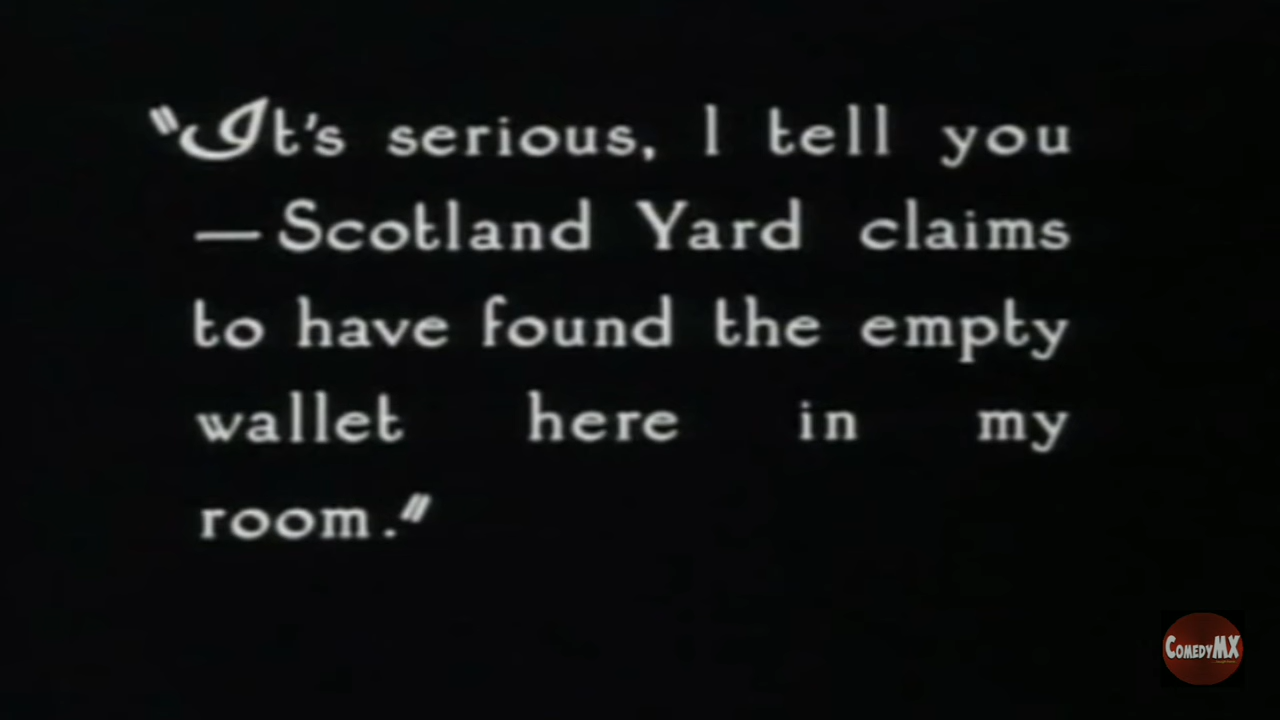 "It's serious, I tell you
—Scotland Yard claims
to have found the empty
wallet here in my
room."
COMEDYMX